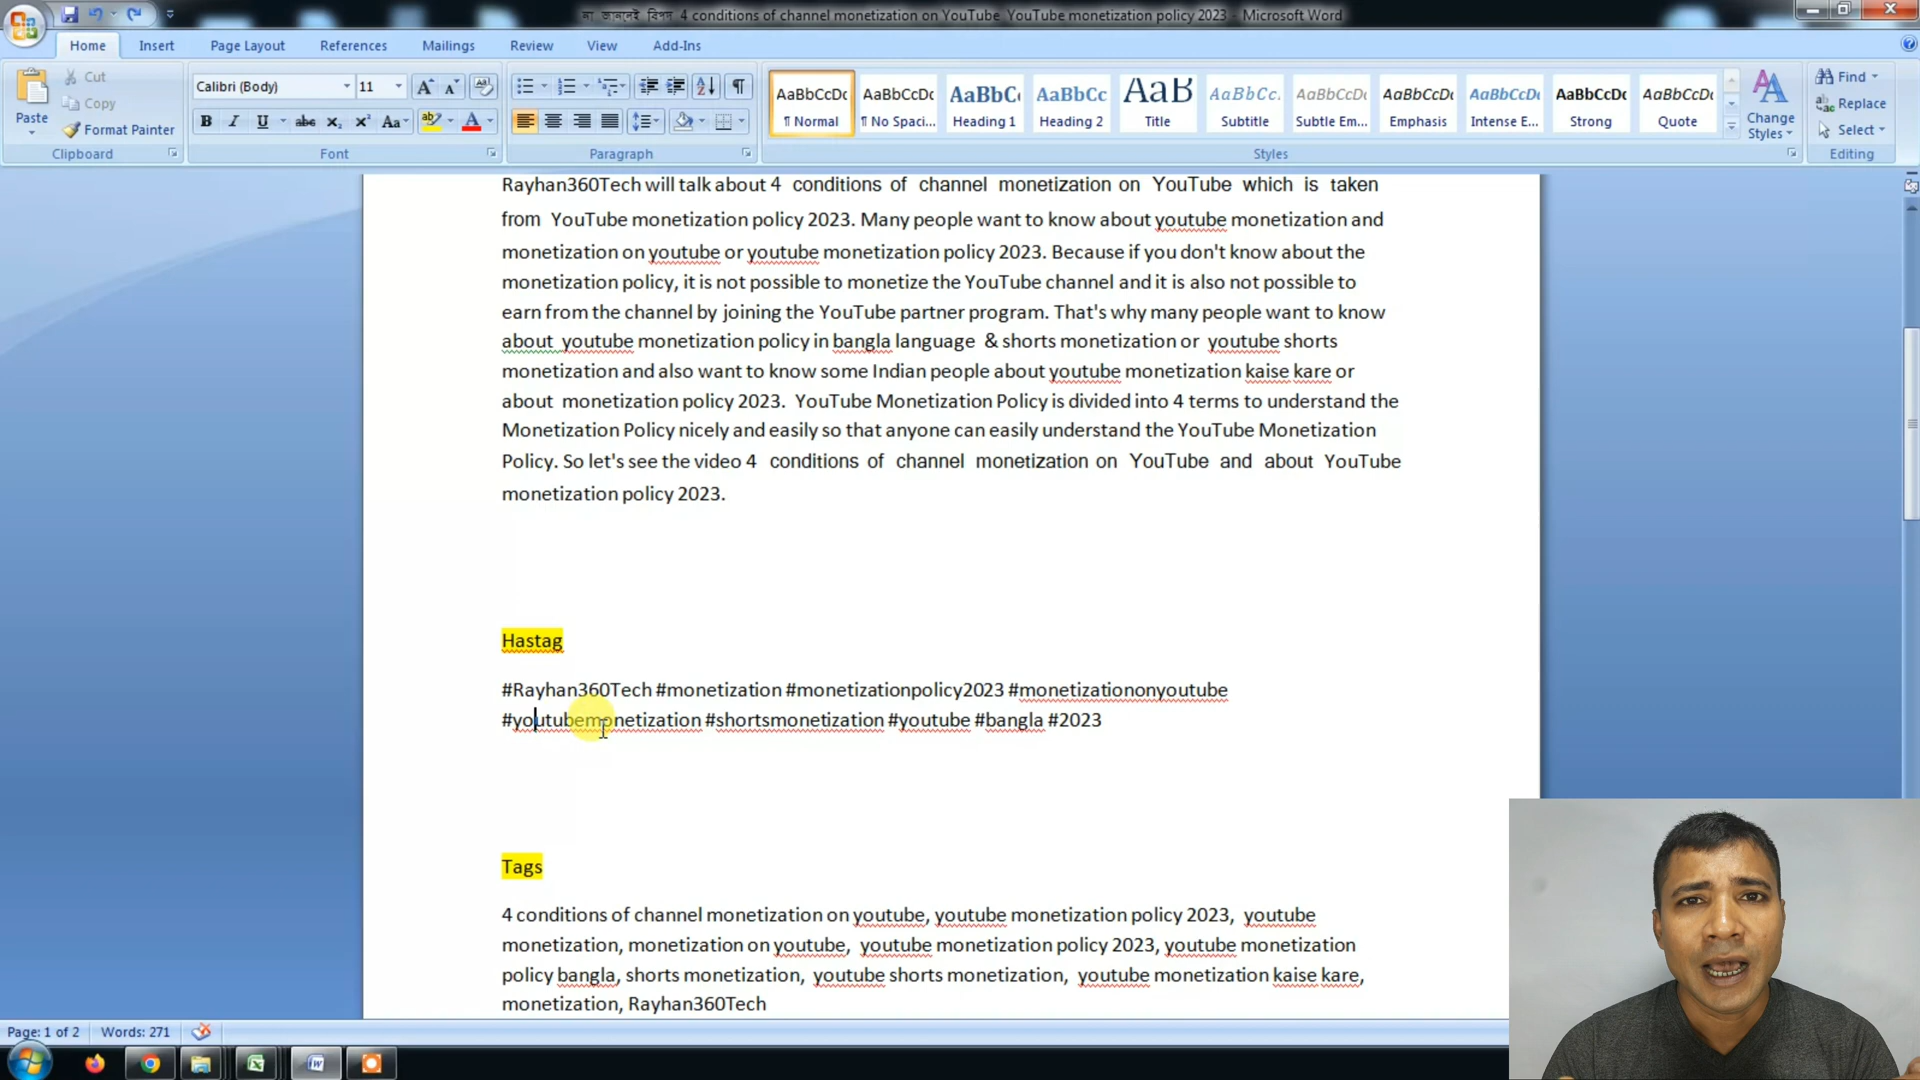 না জানলেই বিপদ  4 conditions of channel monetization on YouTube  YouTube monetization policy 2023 - Microsoft Word
Home Insert Page Layout References Mailings Review View Add-Ins
Cut
Copy
Paste
Format Painter
Clipboard
Calibri (Body) 11
Font
Paragraph
AaBbCcDc AaBbCcDc AaBbC AaBbCc AaB AaBbCc. AaBbCcDc AaBbCcDc AaBbCcDc AaBbCcDc AaBbCcDc
¶ Normal ¶ No Spaci... Heading 1 Heading 2 Title Subtitle Subtle Em... Emphasis Intense E... Strong Quote
Change Styles
Styles
Find
Replace
Select
Editing
Rayhan360Tech will talk about 4 conditions of channel monetization on YouTube which is taken
from YouTube monetization policy 2023. Many people want to know about youtube monetization and
monetization on youtube or youtube monetization policy 2023. Because if you don't know about the
monetization policy, it is not possible to monetize the YouTube channel and it is also not possible to
earn from the channel by joining the YouTube partner program. That's why many people want to know
about youtube monetization policy in bangla language & shorts monetization or youtube shorts
monetization and also want to know some Indian people about youtube monetization kaise kare or
about monetization policy 2023. YouTube Monetization Policy is divided into 4 terms to understand the
Monetization Policy nicely and easily so that anyone can easily understand the YouTube Monetization
Policy. So let's see the video 4 conditions of channel monetization on YouTube and about YouTube
monetization policy 2023.
Hastag
#Rayhan360Tech #monetization #monetizationpolicy2023 #monetizationonyoutube
#youtubemonetization #shortsmonetization #youtube #bangla #2023
Tags
4 conditions of channel monetization on youtube, youtube monetization policy 2023, youtube
monetization, monetization on youtube, youtube monetization policy 2023, youtube monetization
policy bangla, shorts monetization, youtube shorts monetization, youtube monetization kaise kare,
monetization, Rayhan360Tech
Page: 1 of 2 Words: 271